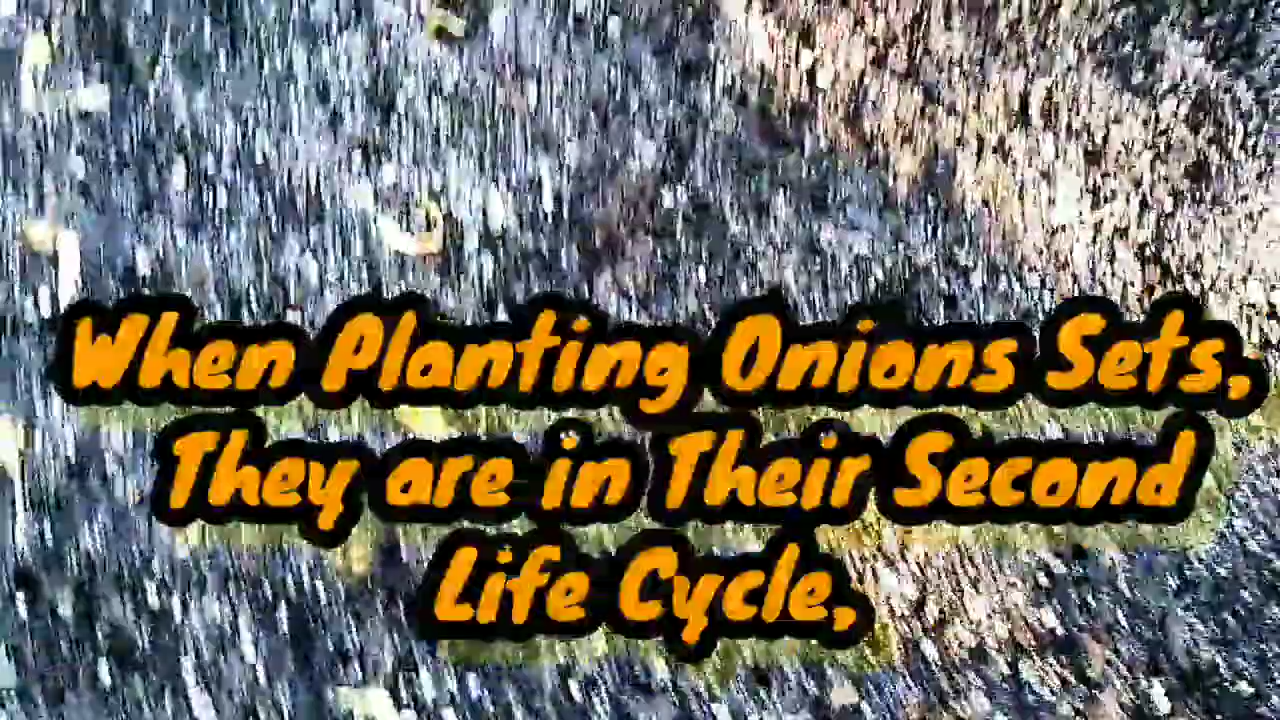 When Planting Onions Sets,
They are in Their Second
Life Cycle,